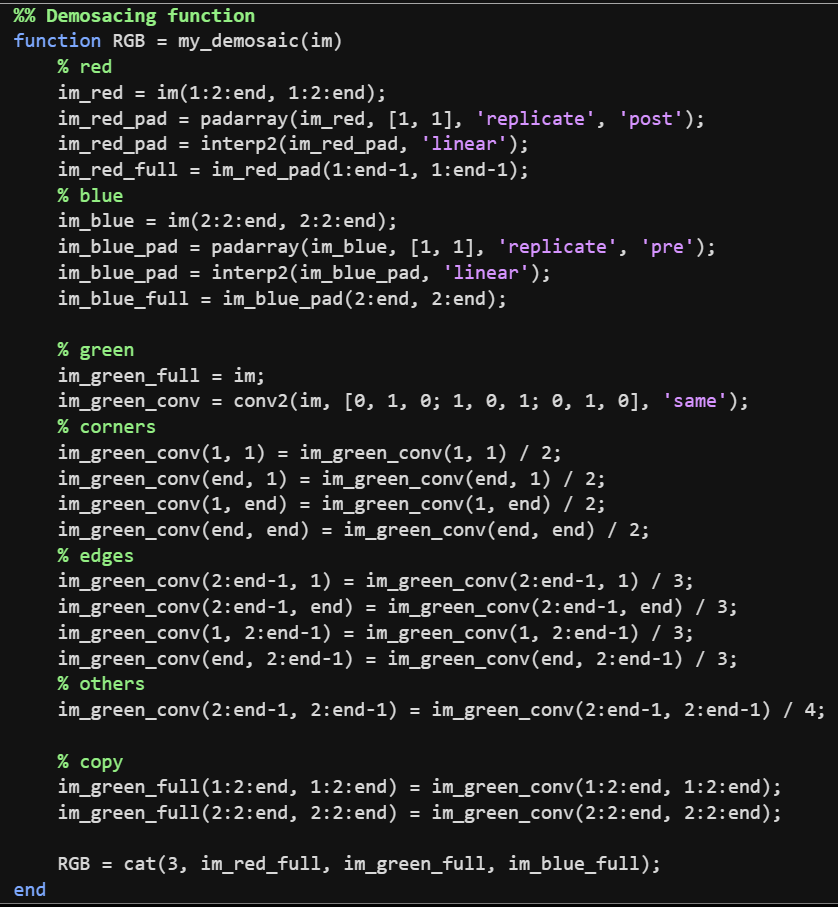 %% Demosacing function
function RGB = my_demosaic(im)
    % red
    im_red = im(1:2:end, 1:2:end);
    im_red_pad = padarray(im_red, [1, 1], 'replicate', 'post');
    im_red_pad = interp2(im_red_pad, 'linear');
    im_red_full = im_red_pad(1:end-1, 1:end-1);
    % blue
    im_blue = im(2:2:end, 2:2:end);
    im_blue_pad = padarray(im_blue, [1, 1], 'replicate', 'pre');
    im_blue_pad = interp2(im_blue_pad, 'linear');
    im_blue_full = im_blue_pad(2:end, 2:end);

    % green
    im_green_full = im;
    im_green_conv = conv2(im, [0, 1, 0; 1, 0, 1; 0, 1, 0], 'same');
    % corners
    im_green_conv(1, 1) = im_green_conv(1, 1) / 2;
    im_green_conv(end, 1) = im_green_conv(end, 1) / 2;
    im_green_conv(1, end) = im_green_conv(1, end) / 2;
    im_green_conv(end, end) = im_green_conv(end, end) / 2;
    % edges
    im_green_conv(2:end-1, 1) = im_green_conv(2:end-1, 1) / 3;
    im_green_conv(2:end-1, end) = im_green_conv(2:end-1, end) / 3;
    im_green_conv(1, 2:end-1) = im_green_conv(1, 2:end-1) / 3;
    im_green_conv(end, 2:end-1) = im_green_conv(end, 2:end-1) / 3;
    % others
    im_green_conv(2:end-1, 2:end-1) = im_green_conv(2:end-1, 2:end-1) / 4;

    % copy
    im_green_full(1:2:end, 1:2:end) = im_green_conv(1:2:end, 1:2:end);
    im_green_full(2:2:end, 2:2:end) = im_green_conv(2:2:end, 2:2:end);

    RGB = cat(3, im_red_full, im_green_full, im_blue_full);
end